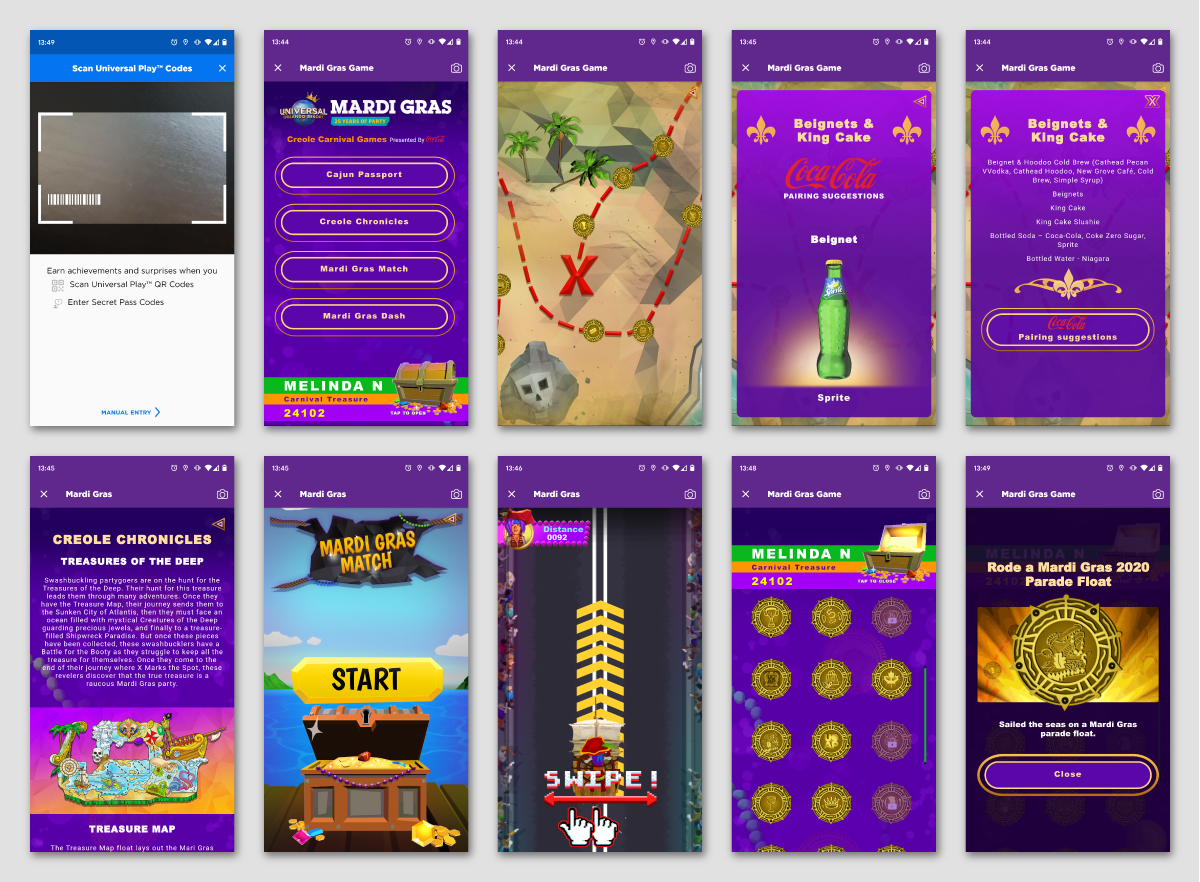 13:49
Scan Universal Play™ Codes
Earn achievements and surprises when you
Scan Universal Play™ QR Codes
Enter Secret Pass Codes
MANUAL ENTRY
13:44
Mardi Gras Game
UNIVERSAL
ORLANDO RESORT
MARDI GRAS
25 YEARS OF PARTY
Creole Carnival Games Presented By Coca-Cola
Cajun Passport
Creole Chronicles
Mardi Gras Match
Mardi Gras Dash
MELINDA N
Carnival Treasure
24102
TAP TO OPEN
13:44
Mardi Gras Game
X
13:45
Mardi Gras Game
Beignets &
King Cake
Coca-Cola
PAIRING SUGGESTIONS
Beignet
Sprite
Sprite
13:44
Mardi Gras Game
X
Beignets &
King Cake
Beignet & Hoodoo Cold Brew (Cathead Pecan
VVodka, Cathead Hoodoo, New Grove Café, Cold
Brew, Simple Syrup)
Beignets
King Cake
King Cake Slushie
Bottled Soda – Coca-Cola, Coke Zero Sugar,
Sprite
Bottled Water - Niagara
Coca-Cola
Pairing suggestions
13:45
Mardi Gras
CREOLE CHRONICLES
TREASURES OF THE DEEP
Swashbuckling partygoers are on the hunt for the
Treasures of the Deep. Their hunt for this treasure
leads them through many adventures. Once they
have the Treasure Map, their journey sends them to
the Sunken City of Atlantis, then they must face an
ocean filled with mystical Creatures of the Deep
guarding precious jewels, and finally to a treasure-
filled Shipwreck Paradise. But once these pieces
have been collected, these swashbucklers have a
Battle for the Booty as they struggle to keep all the
treasure for themselves. Once they come to the
end of their journey where X Marks the Spot, these
revelers discover that the true treasure is a
raucous Mardi Gras party.
TREASURE MAP
The Treasure Map float lays out the Mari Gras
13:45
Mardi Gras
MARDI GRAS
MATCH
START
13:46
Mardi Gras
Distance
0092
SWIPE!
13:48
Mardi Gras Game
MELINDA N
Carnival Treasure
24102
TAP TO CLOSE
13:49
Mardi Gras Game
MELINDA N
Rode a Mardi Gras 2020
Parade Float
24102
Sailed the seas on a Mardi Gras
parade float.
Close